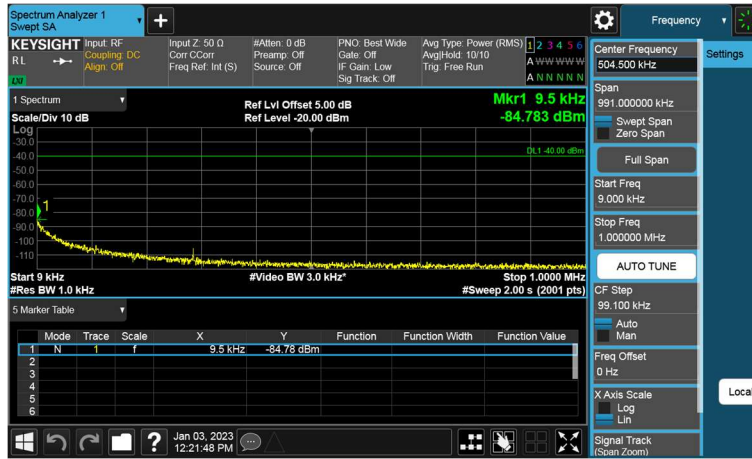 Spectrum Analyzer 1
Swept SA
Frequency
KEYSIGHT
RL
LXI
Input: RF
Coupling: DC
Align: Off
Input Z: 50 Ω
Corr CCorr
Freq Ref: Int (S)
#Atten: 0 dB
Preamp: Off
Source: Off
PNO: Best Wide
Gate: Off
IF Gain: Low
Sig Track: Off
Avg Type: Power (RMS)
Avg|Hold: 10/10
Trig: Free Run
1 2 3 4 5 6
A W W W W W
A N N N N N
1 Spectrum
Scale/Div 10 dB
Ref Lvl Offset 5.00 dB
Ref Level -20.00 dBm
Mkr1 9.5 kHz
-84.783 dBm
Log
-30.0
DL1 -40.00 dBm
-40.0
-50.0
-60.0
-70.0
1
-80.0
-90.0
-100
-110
Start 9 kHz
#Res BW 1.0 kHz
#Video BW 3.0 kHz*
Stop 1.0000 MHz
#Sweep 2.00 s (2001 pts)
5 Marker Table
Mode Trace Scale X Y Function Function Width Function Value
1 N 1 f 9.5 kHz -84.78 dBm
2
3
4
5
6
?
Jan 03, 2023
12:21:48 PM
Center Frequency
504.500 kHz
Settings
Span
991.000000 kHz
Swept Span
Zero Span
Full Span
Start Freq
9.000 kHz
Stop Freq
1.000000 MHz
AUTO TUNE
CF Step
99.100 kHz
Auto
Man
Freq Offset
0 Hz
X Axis Scale
Log
Lin
Local
Signal Track
(Span Zoom)